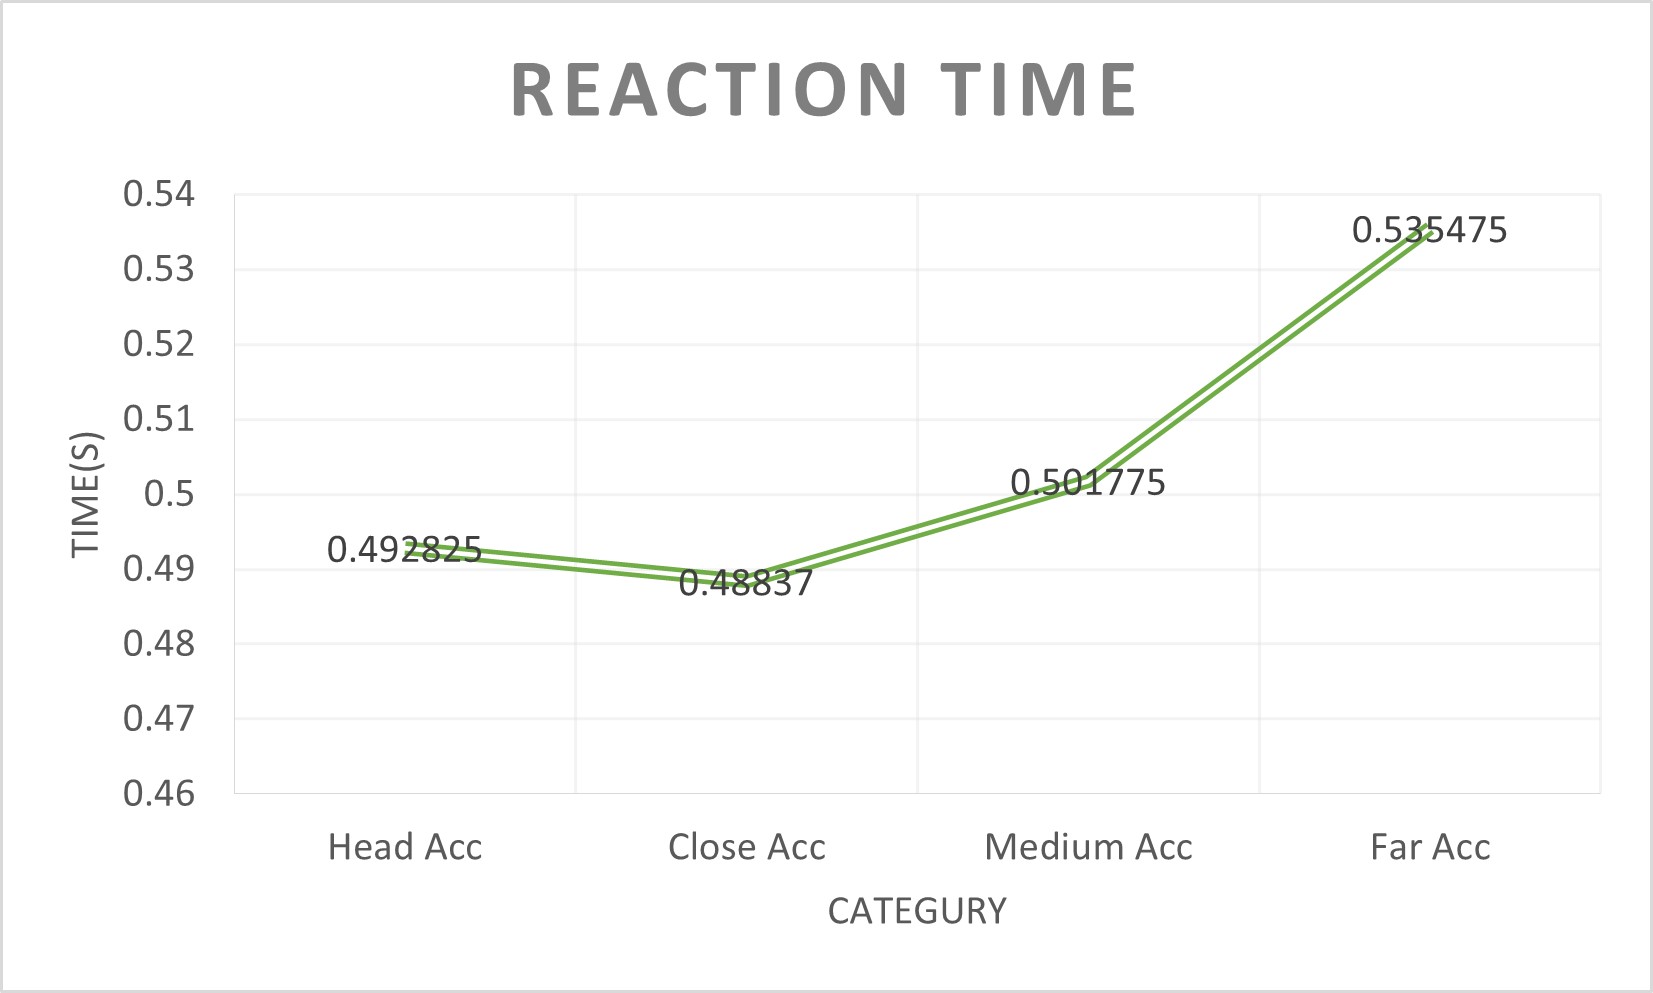 REACTION TIME
0.54
0.53
0.52
0.51
0.5
0.49
0.48
0.47
0.46
TIME(S)
0.492825
0.48837
0.501775
0.535475
Head Acc
Close Acc
Medium Acc
Far Acc
CATEGURY